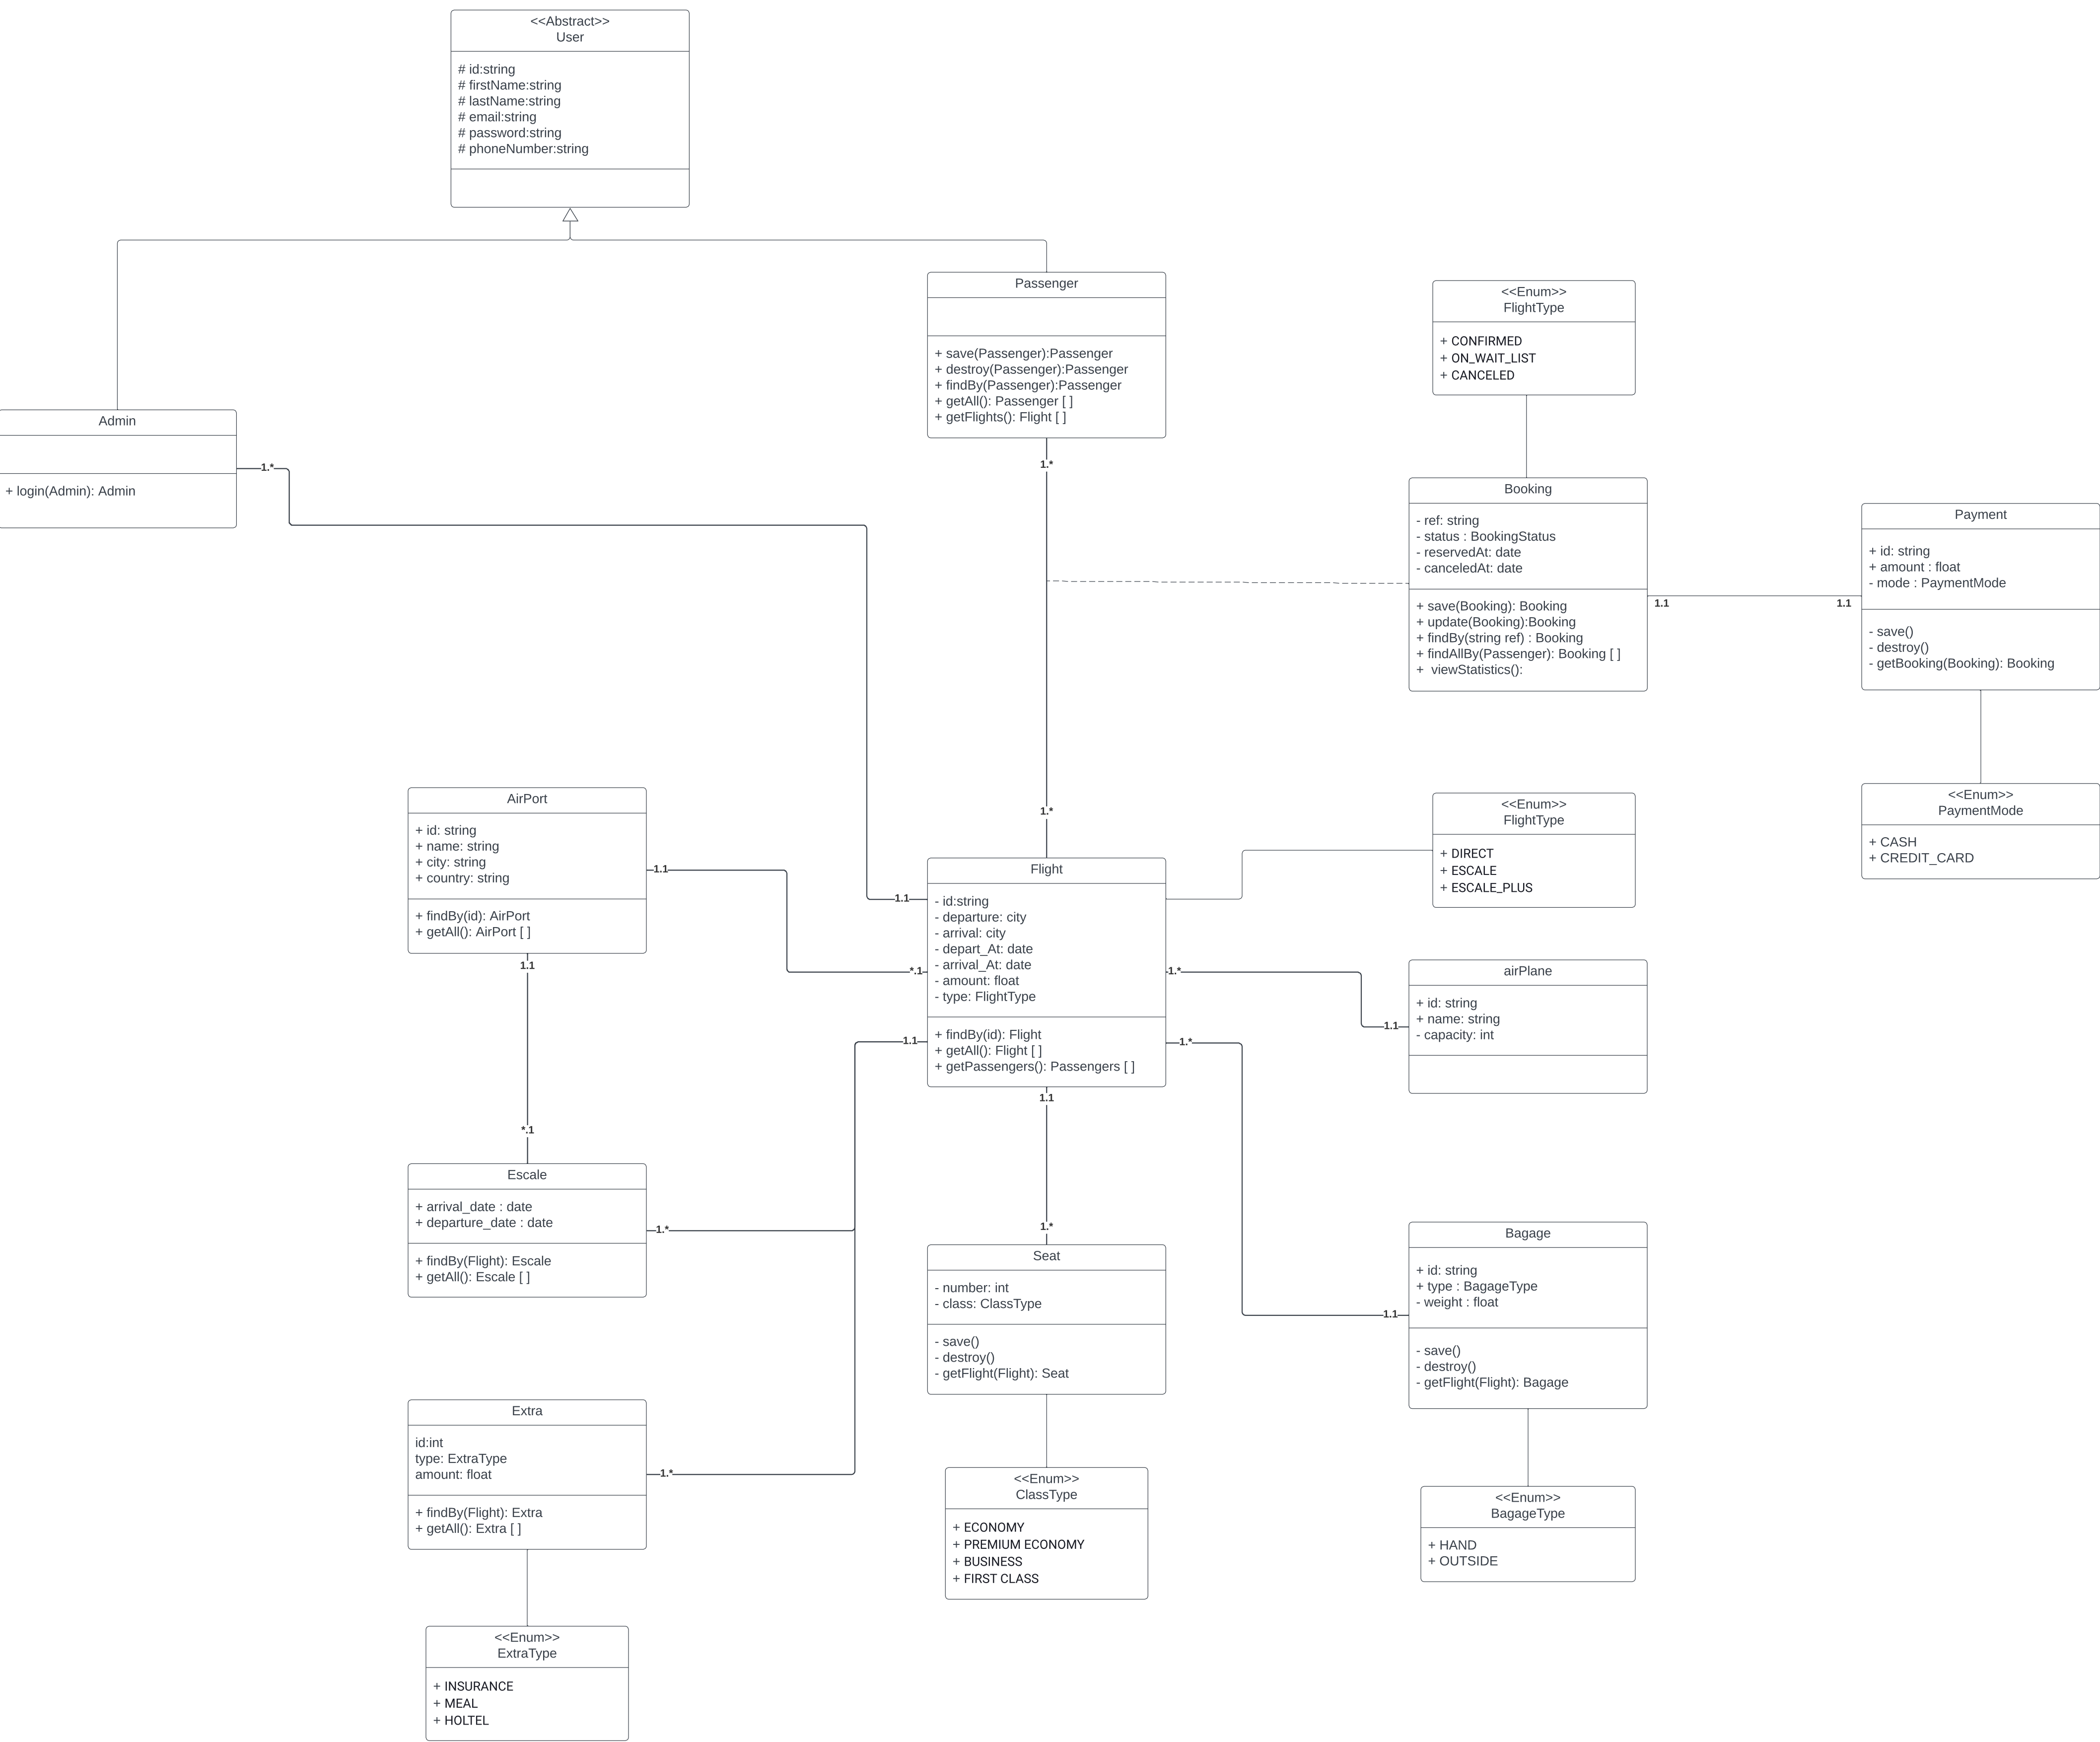 <<Abstract>>
User
# id:string
# firstName:string
# lastName:string
# email:string
# password:string
# phoneNumber:string
Passenger
+ save(Passenger):Passenger
+ destroy(Passenger):Passenger
+ findBy(Passenger):Passenger
+ getAll(): Passenger [ ]
+ getFlights(): Flight [ ]
<<Enum>>
FlightType
+ CONFIRMED
+ ON_WAIT_LIST
+ CANCELED
Admin
+ login(Admin): Admin
1.*
1.*
Booking
- ref: string
- status : BookingStatus
- reservedAt: date
- canceledAt: date
+ save(Booking): Booking
+ update(Booking):Booking
+ findBy(string ref) : Booking
+ findAllBy(Passenger): Booking [ ]
+  viewStatistics():
1.1
1.1
Payment
+ id: string
+ amount : float
- mode : PaymentMode
- save()
- destroy()
- getBooking(Booking): Booking
<<Enum>>
PaymentMode
+ CASH
+ CREDIT_CARD
AirPort
+ id: string
+ name: string
+ city: string
+ country: string
+ findBy(id): AirPort
+ getAll(): AirPort [ ]
1.1
1.1
1.*
1.1
*.1
1.1
Flight
- id:string
- departure: city
- arrival: city
- depart_At: date
- arrival_At: date
- amount: float
- type: FlightType
+ findBy(id): Flight
+ getAll(): Flight [ ]
+ getPassengers(): Passengers [ ]
<<Enum>>
FlightType
+ DIRECT
+ ESCALE
+ ESCALE_PLUS
1.*
1.1
airPlane
+ id: string
+ name: string
- capacity: int
1.*
1.1
*.1
Escale
+ arrival_date : date
+ departure_date : date
+ findBy(Flight): Escale
+ getAll(): Escale [ ]
1.*
1.*
Seat
- number: int
- class: ClassType
- save()
- destroy()
- getFlight(Flight): Seat
1.1
Bagage
+ id: string
+ type : BagageType
- weight : float
- save()
- destroy()
- getFlight(Flight): Bagage
Extra
id:int
type: ExtraType
amount: float
+ findBy(Flight): Extra
+ getAll(): Extra [ ]
1.*
<<Enum>>
ClassType
+ ECONOMY
+ PREMIUM ECONOMY
+ BUSINESS
+ FIRST CLASS
<<Enum>>
BagageType
+ HAND
+ OUTSIDE
<<Enum>>
ExtraType
+ INSURANCE
+ MEAL
+ HOLTEL